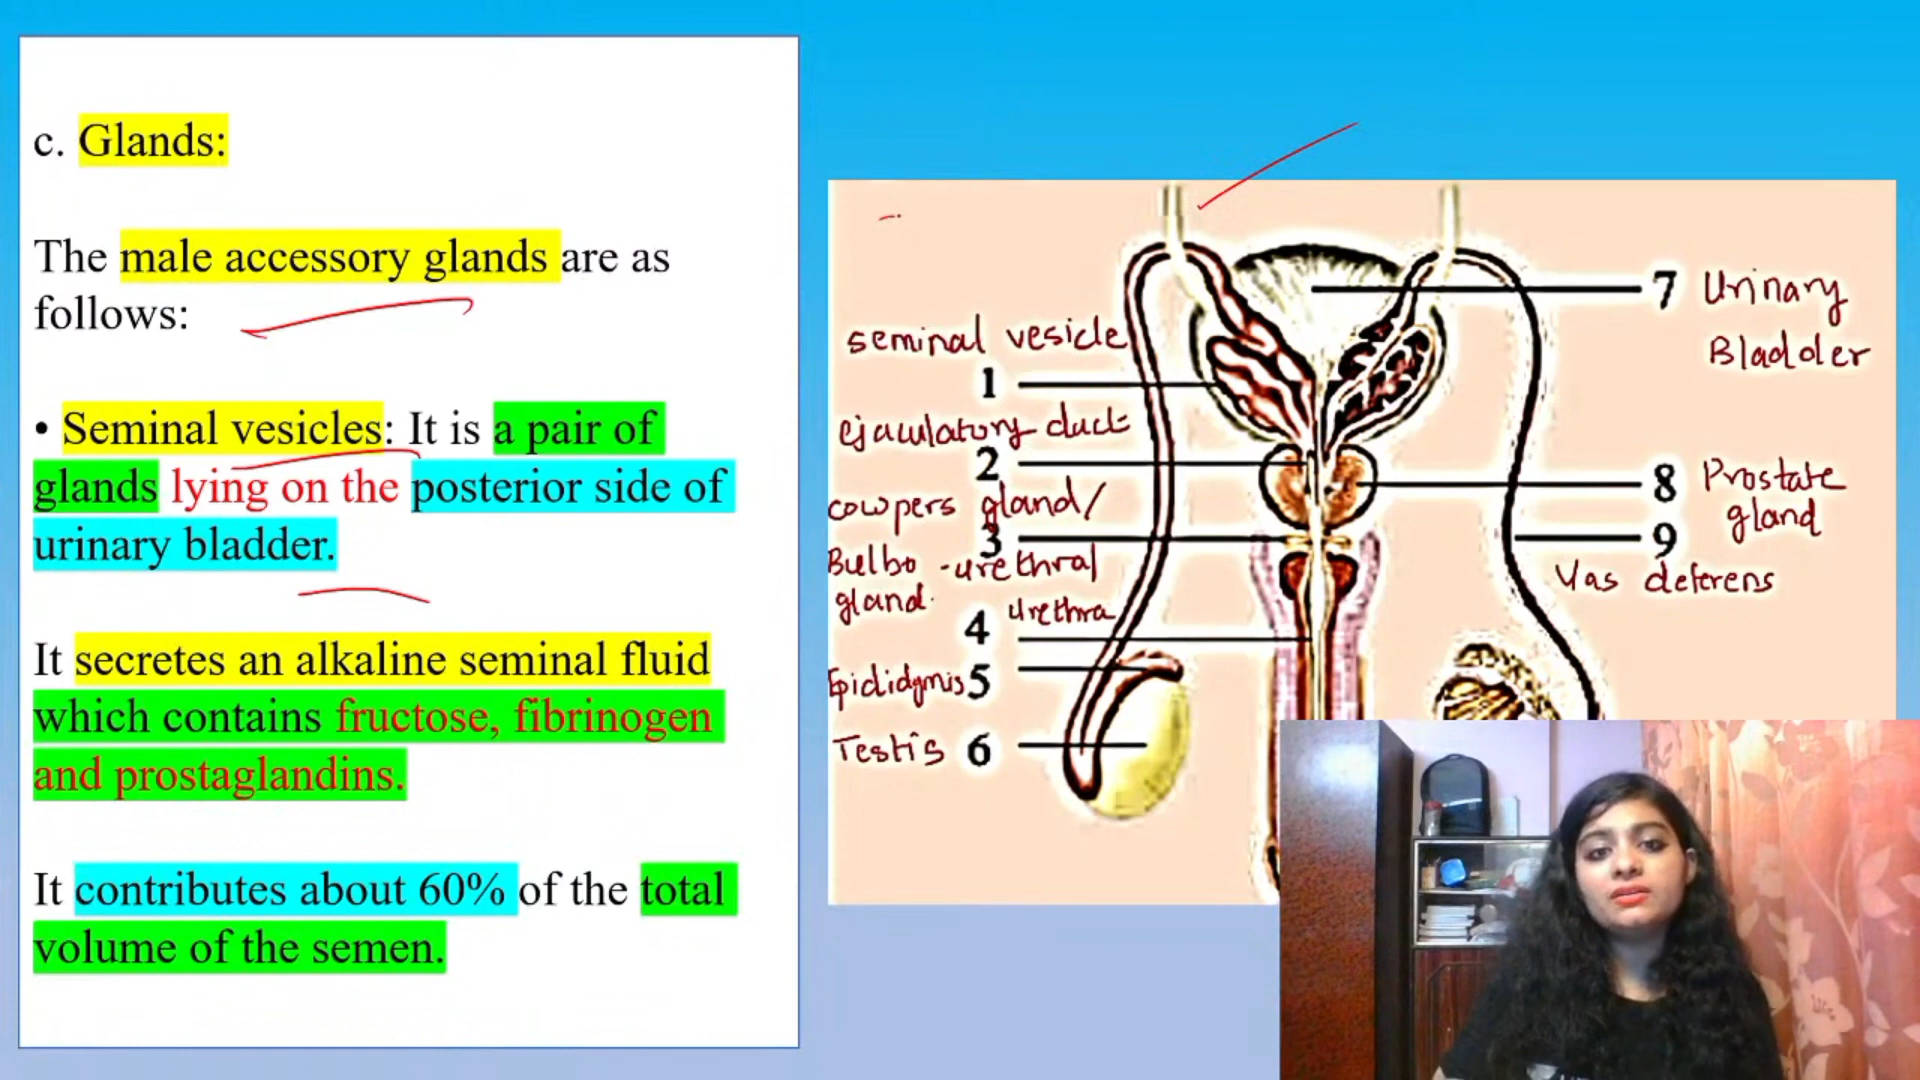 c. Glands:
The male accessory glands are as
follows:
• Seminal vesicles: It is a pair of
glands lying on the posterior side of
urinary bladder.
It secretes an alkaline seminal fluid
which contains fructose, fibrinogen
and prostaglandins.
It contributes about 60% of the total
volume of the semen.
seminal vesicle
1
ejaculatory duct
2
cowpers gland/
3
Bulbo-urethral
gland.
urethra
4
Epididymis 5
Testis 6
7 Urinary
Bladder
8 Prostate
gland
9
Vas deferens